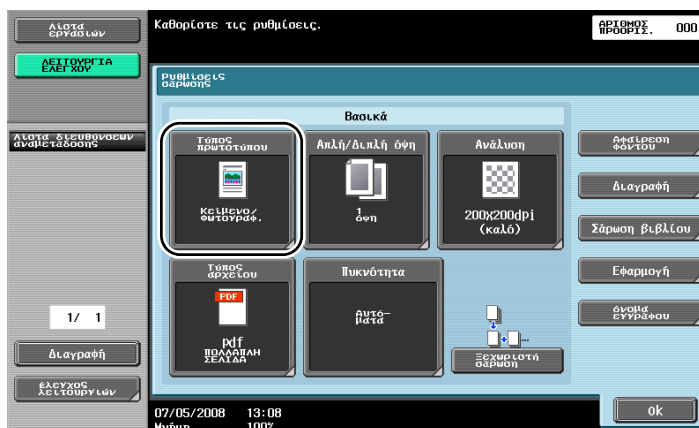 Λίστα
εργασιών
Καθορίστε τις ρυθμίσεις.
ΑΡΙΘΜΟΣ
ΠΡΟΟΡΙΣ.
000
ΛΕΙΤΟΥΡΓΙΑ
ΕΛΕΓΧΟΥ
Ρυθμίσεις
σάρωσης
Βασικά
Λίστα διευθύνσεων
αναμετάδοσης
Τύπος
πρωτοτύπου
Απλή/Διπλή όψη
Ανάλυση
Αφαίρεση
φόντου
Διαγραφή
Κείμενο/
Φωτογραφ.
1
όψη
200X200dpi
(καλό)
Σάρωση βιβλίου
Τύπος
αρχείου
Πυκνότητα
Εφαρμογή
PDF
όνομα
εγγράφου
1/ 1
Αυτό-
ματα
pdf
ΠΟΛΛΑΠΛΗ
ΣΕΛΙΔΑ
Διαγραφή
Ξεχωριστή
σάρωση
έλεγχος
λειτουργιών
07/05/2008 13:08
ok
Μνήμη 100%